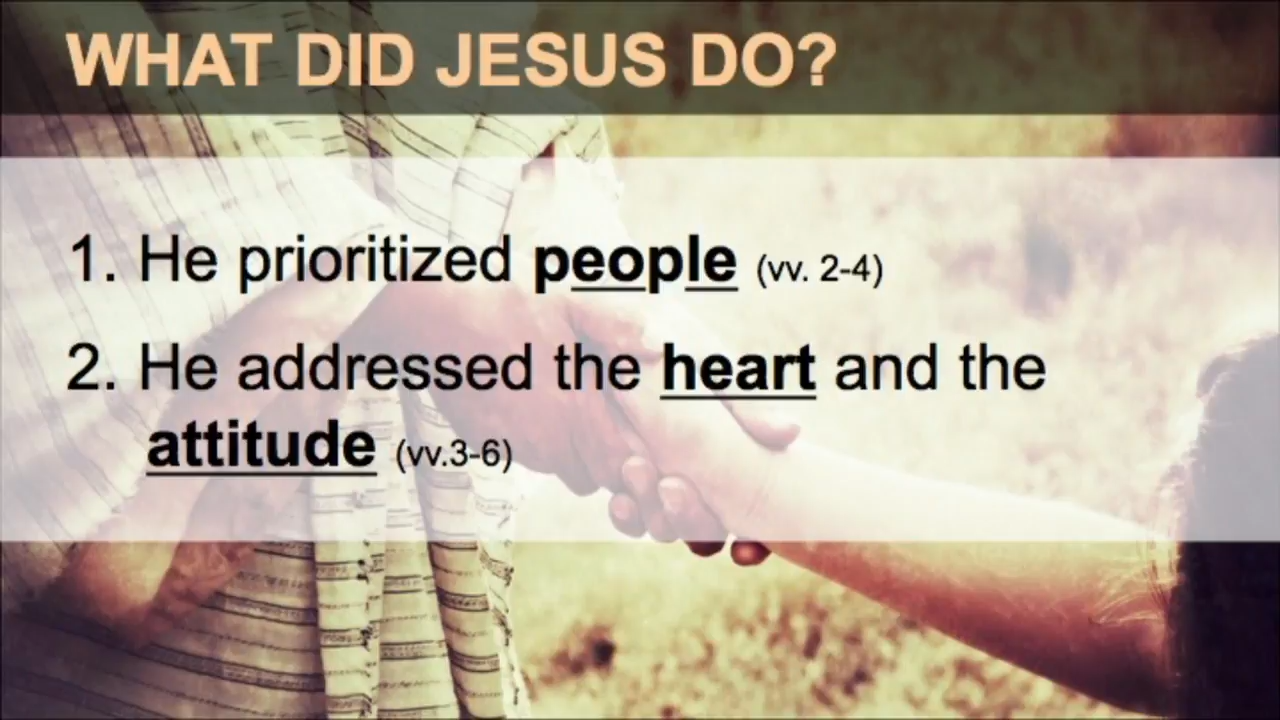 WHAT DID JESUS DO?
1. He prioritized people (vv. 2-4)
2. He addressed the heart and the
attitude (vv.3-6)